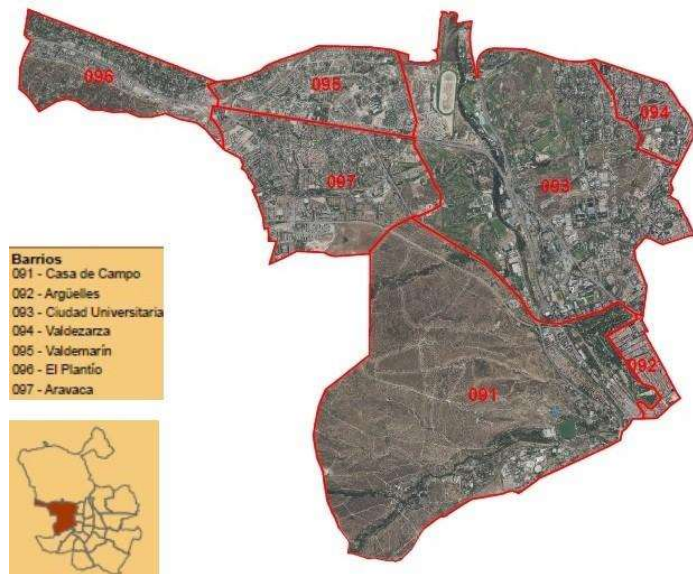 096
095
094
097
093
092
091
Barrios
091 - Casa de Campo
092 - Argüelles
093 - Ciudad Universitaria
094 - Valdezarza
095 - Valdemarín
096 - El Plantío
097 - Aravaca